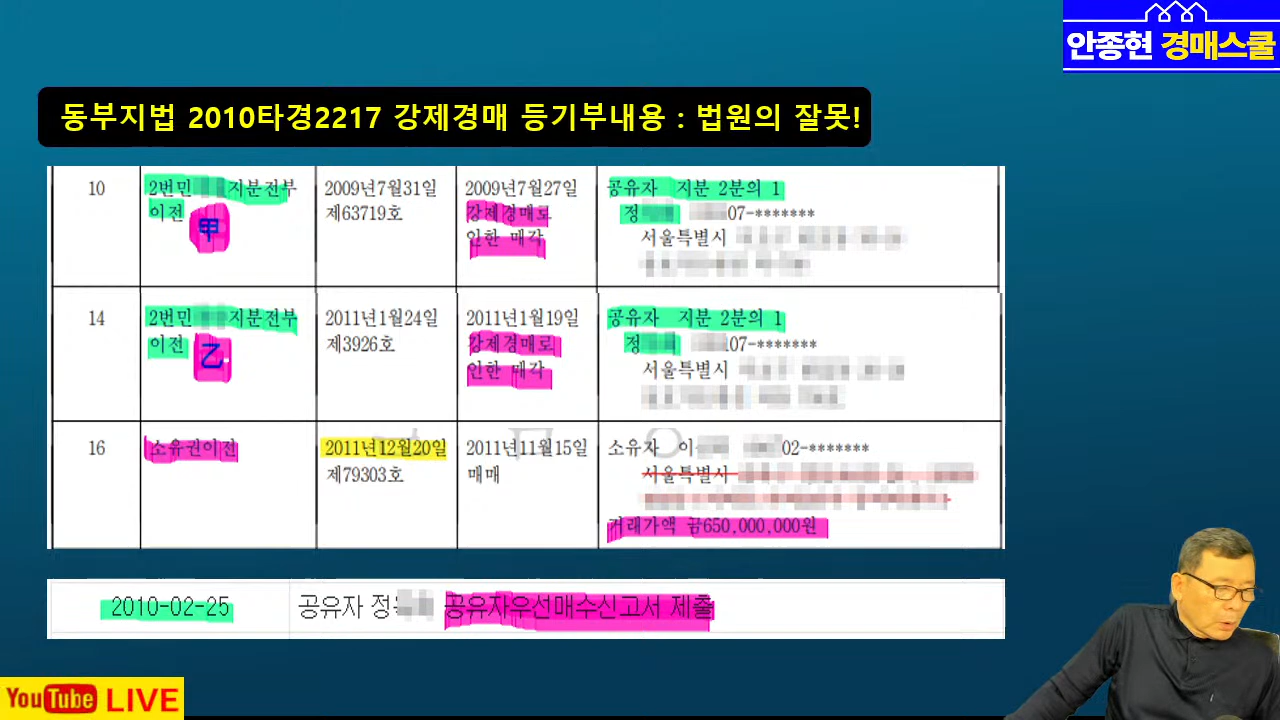 안종현 경매스쿨
동부지법 2010타경2217 강제경매 등기부내용 : 법원의 잘못!
10
2번민 지분전부
이전
甲
2009년7월31일
제63719호
2009년7월27일
강제경매로
인한 매각
공유자 지분 2분의 1
정 07-*******
서울특별시
14
2번민 지분전부
이전
乙
2011년1월24일
제3926호
2011년1월19일
강제경매로
인한 매각
공유자 지분 2분의 1
정 07-*******
서울특별시
16
소유권이전
2011년12월20일
제79303호
2011년11월15일
매매
소유자 이 02-*******
서울특별시
거래가액 금650,000,000원
2010-02-25
공유자 정 공유자우선매수신고서 제출
YouTube LIVE